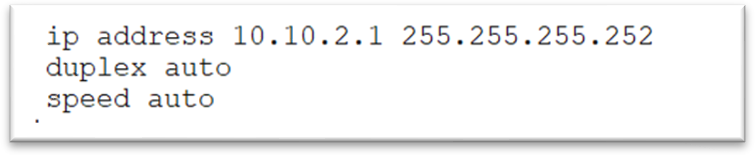 ip address 10.10.2.1 255.255.255.252
duplex auto
speed auto
.